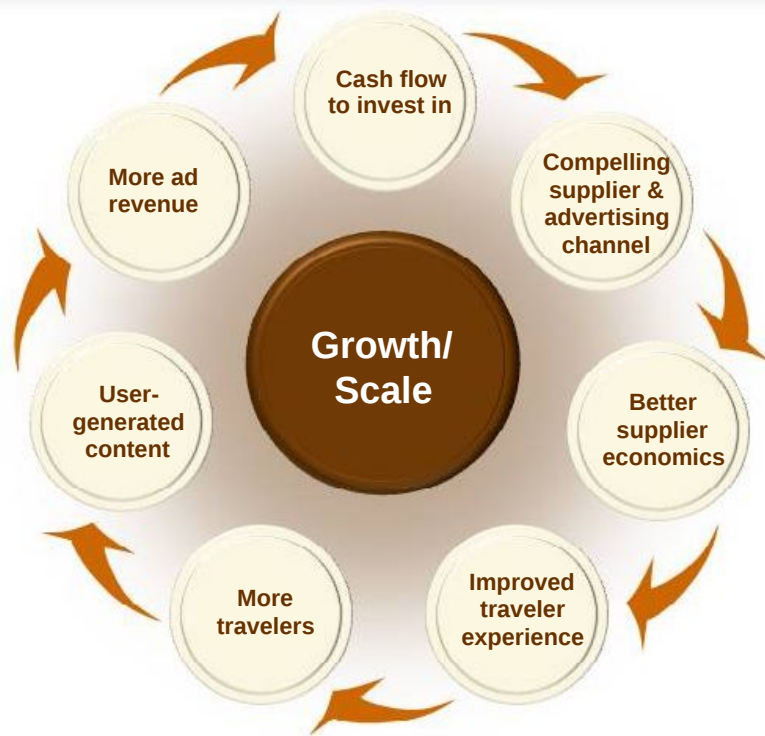 Cash flow
to invest in
Compelling
supplier &
advertising
channel
Better
supplier
economics
Improved
traveler
experience
More
travelers
User-
generated
content
More ad
revenue
Growth/
Scale